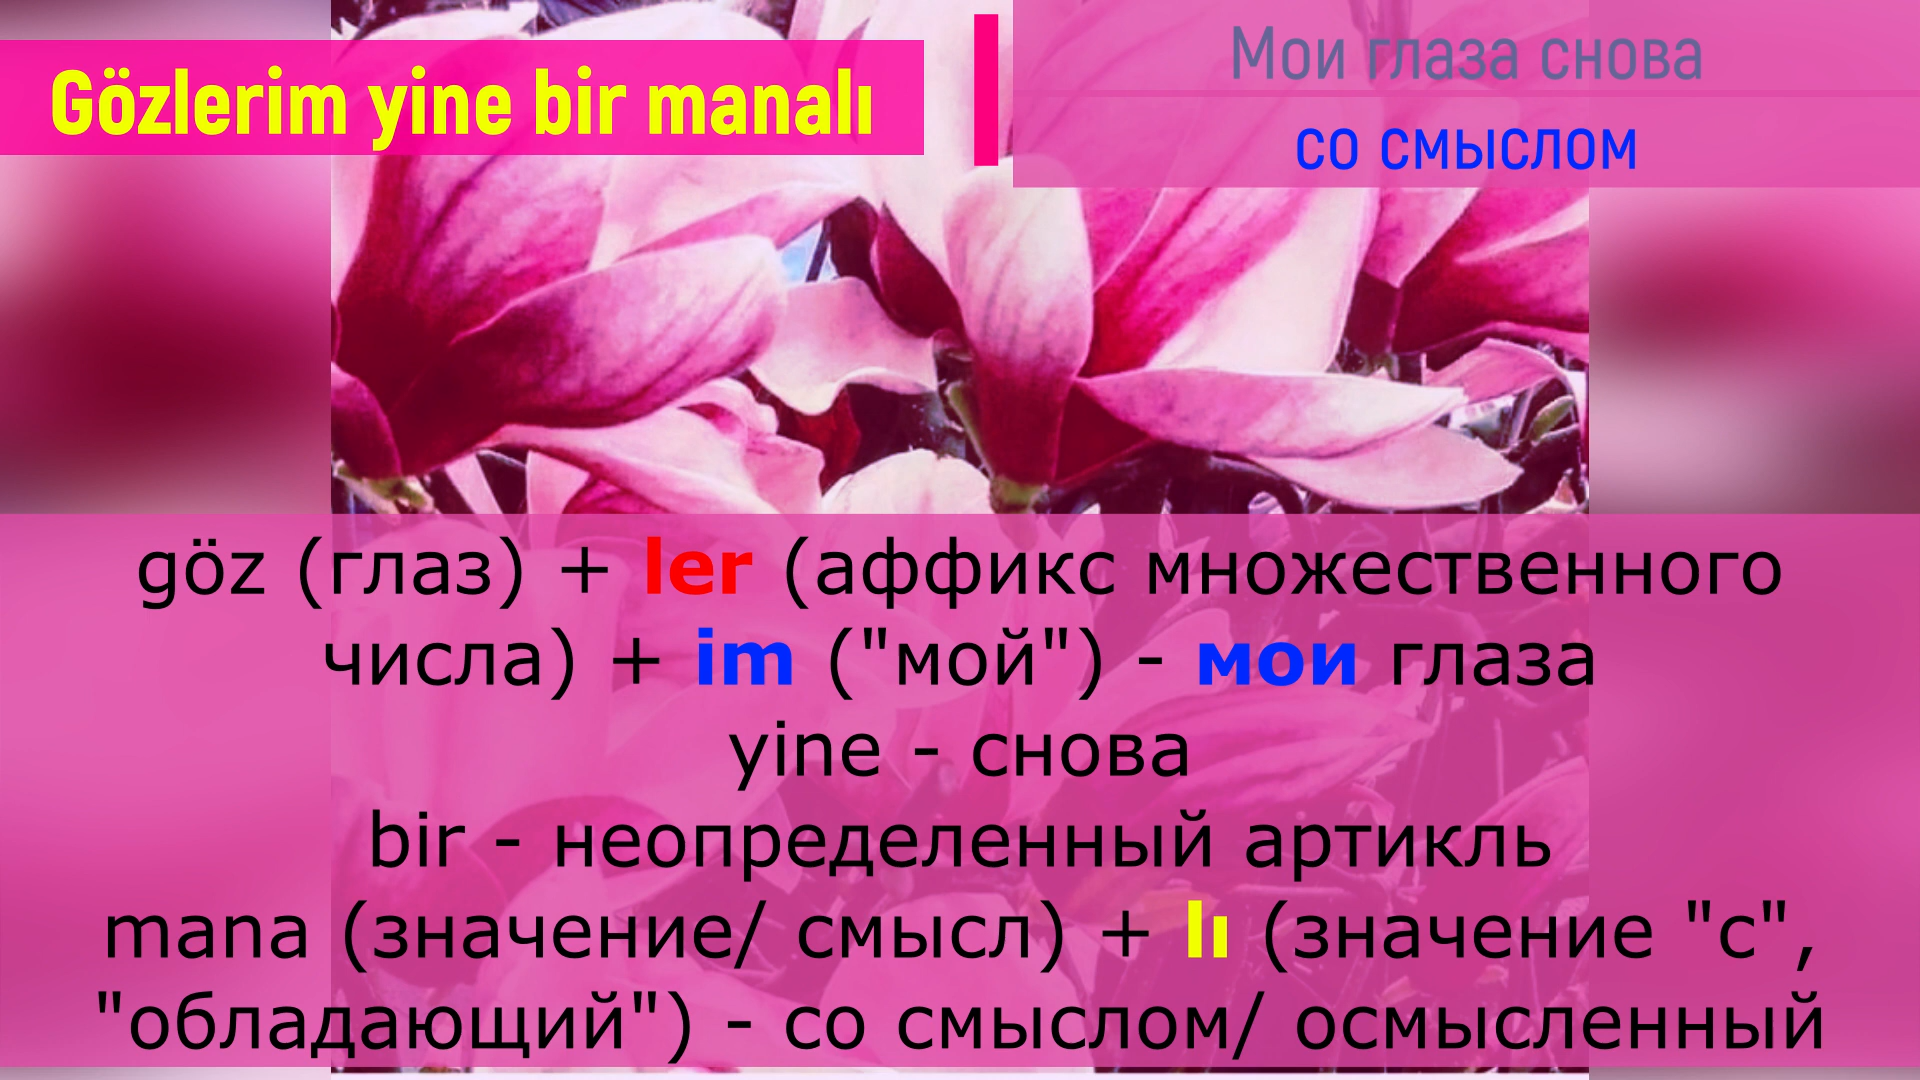 Gözlerim yine bir manalı
Мои глаза снова
со смыслом
göz (глаз) + ler (аффикс множественного
числа) + im ("мой") - мои глаза
yine - снова
bir - неопределенный артикль
mana (значение/ смысл) + lı (значение "с",
"обладающий") - со смыслом/ осмысленный